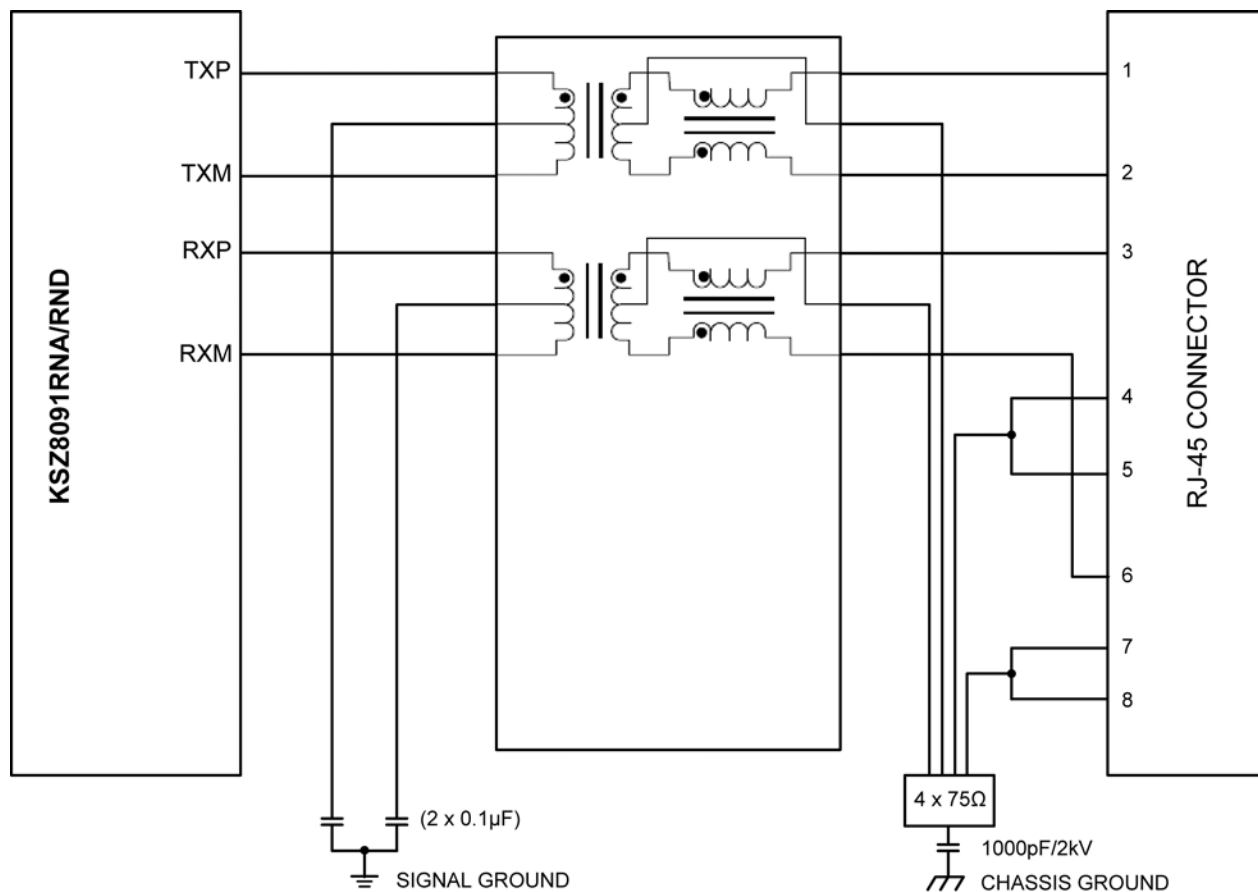 TXP
TXM
RXP
RXM
KSZ8091RNA/RND
1
2
3
4
5
6
7
8
RJ-45 CONNECTOR
(2 x 0.1µF)
SIGNAL GROUND
4 x 75Ω
1000pF/2kV
CHASSIS GROUND